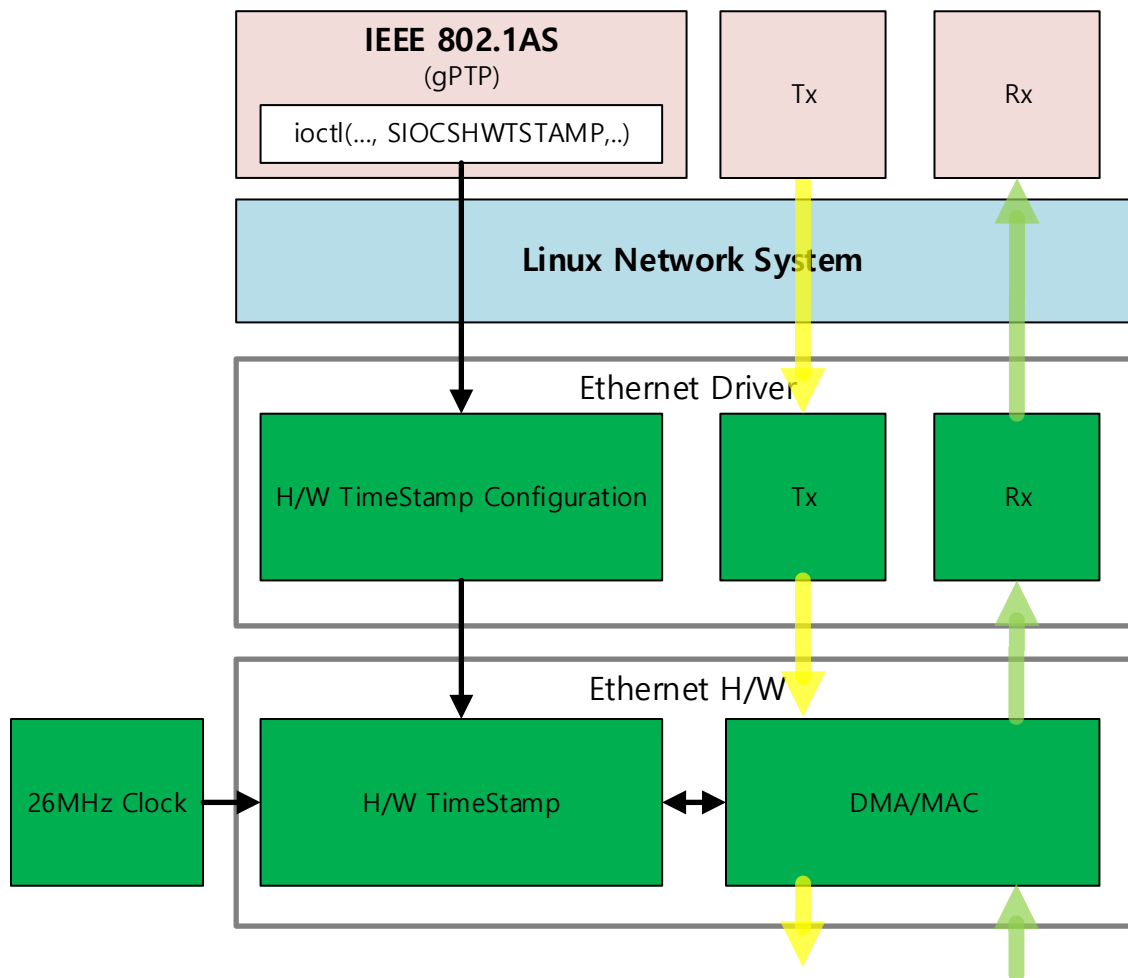 IEEE 802.1AS
(gPTP)
ioctl(..., SIOCSHWTSTAMP,..)
Tx
Rx
Linux Network System
Ethernet Driver
H/W TimeStamp Configuration
Tx
Rx
Ethernet H/W
26MHz Clock
H/W TimeStamp
DMA/MAC